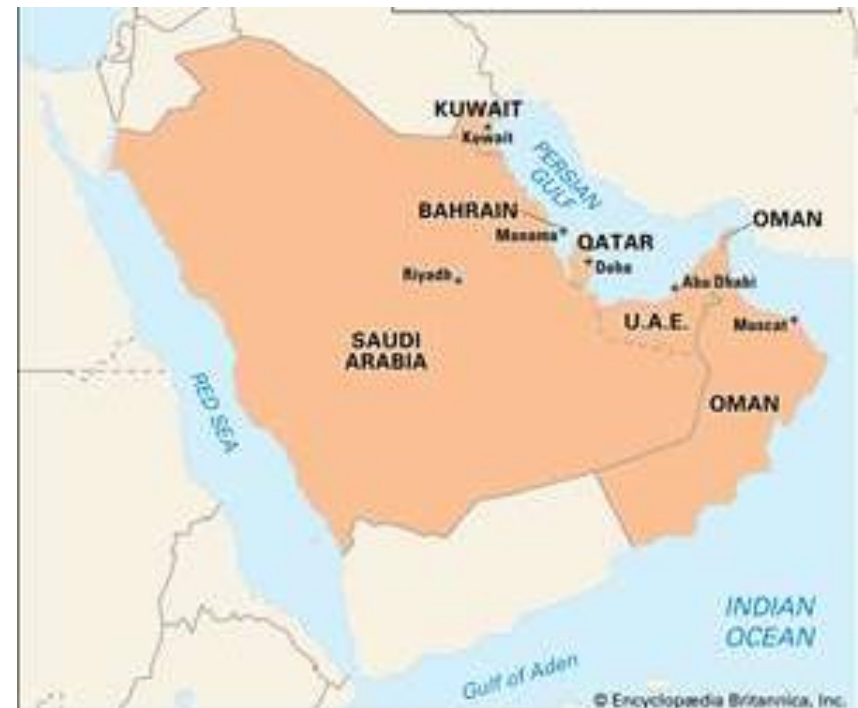 KUWAIT
Kuwait
PERSIAN
GULF
BAHRAIN
Manama
QATAR
Doha
OMAN
Riyadh
Abu Dhabi
U.A.E.
Muscat
SAUDI
ARABIA
RED SEA
OMAN
INDIAN
OCEAN
Gulf of Aden
© Encyclopædia Britannica, Inc.